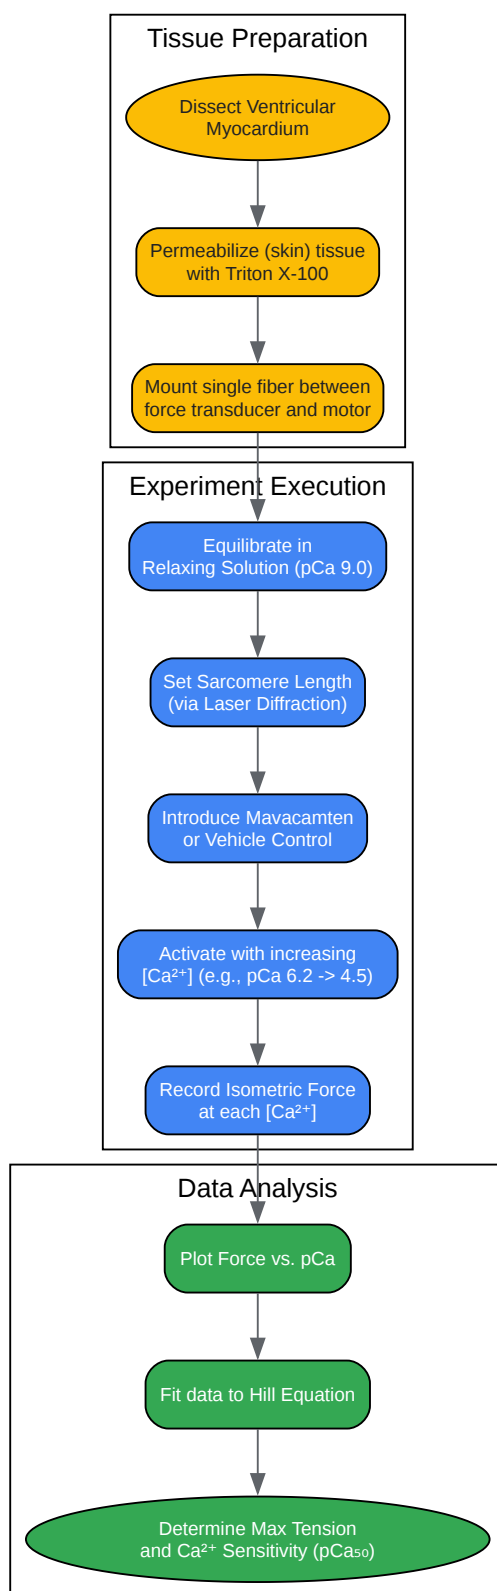 Tissue Preparation
Dissect Ventricular
Myocardium
Permeabilize (skin) tissue
with Triton X-100
Mount single fiber between
force transducer and motor
Experiment Execution
Equilibrate in
Relaxing Solution (pCa 9.0)
Set Sarcomere Length
(via Laser Diffraction)
Introduce Mavacamten
or Vehicle Control
Activate with increasing
[Ca²⁺] (e.g., pCa 6.2 -> 4.5)
Record Isometric Force
at each [Ca²⁺]
Data Analysis
Plot Force vs. pCa
Fit data to Hill Equation
Determine Max Tension
and Ca²⁺ Sensitivity (pCa₅₀)